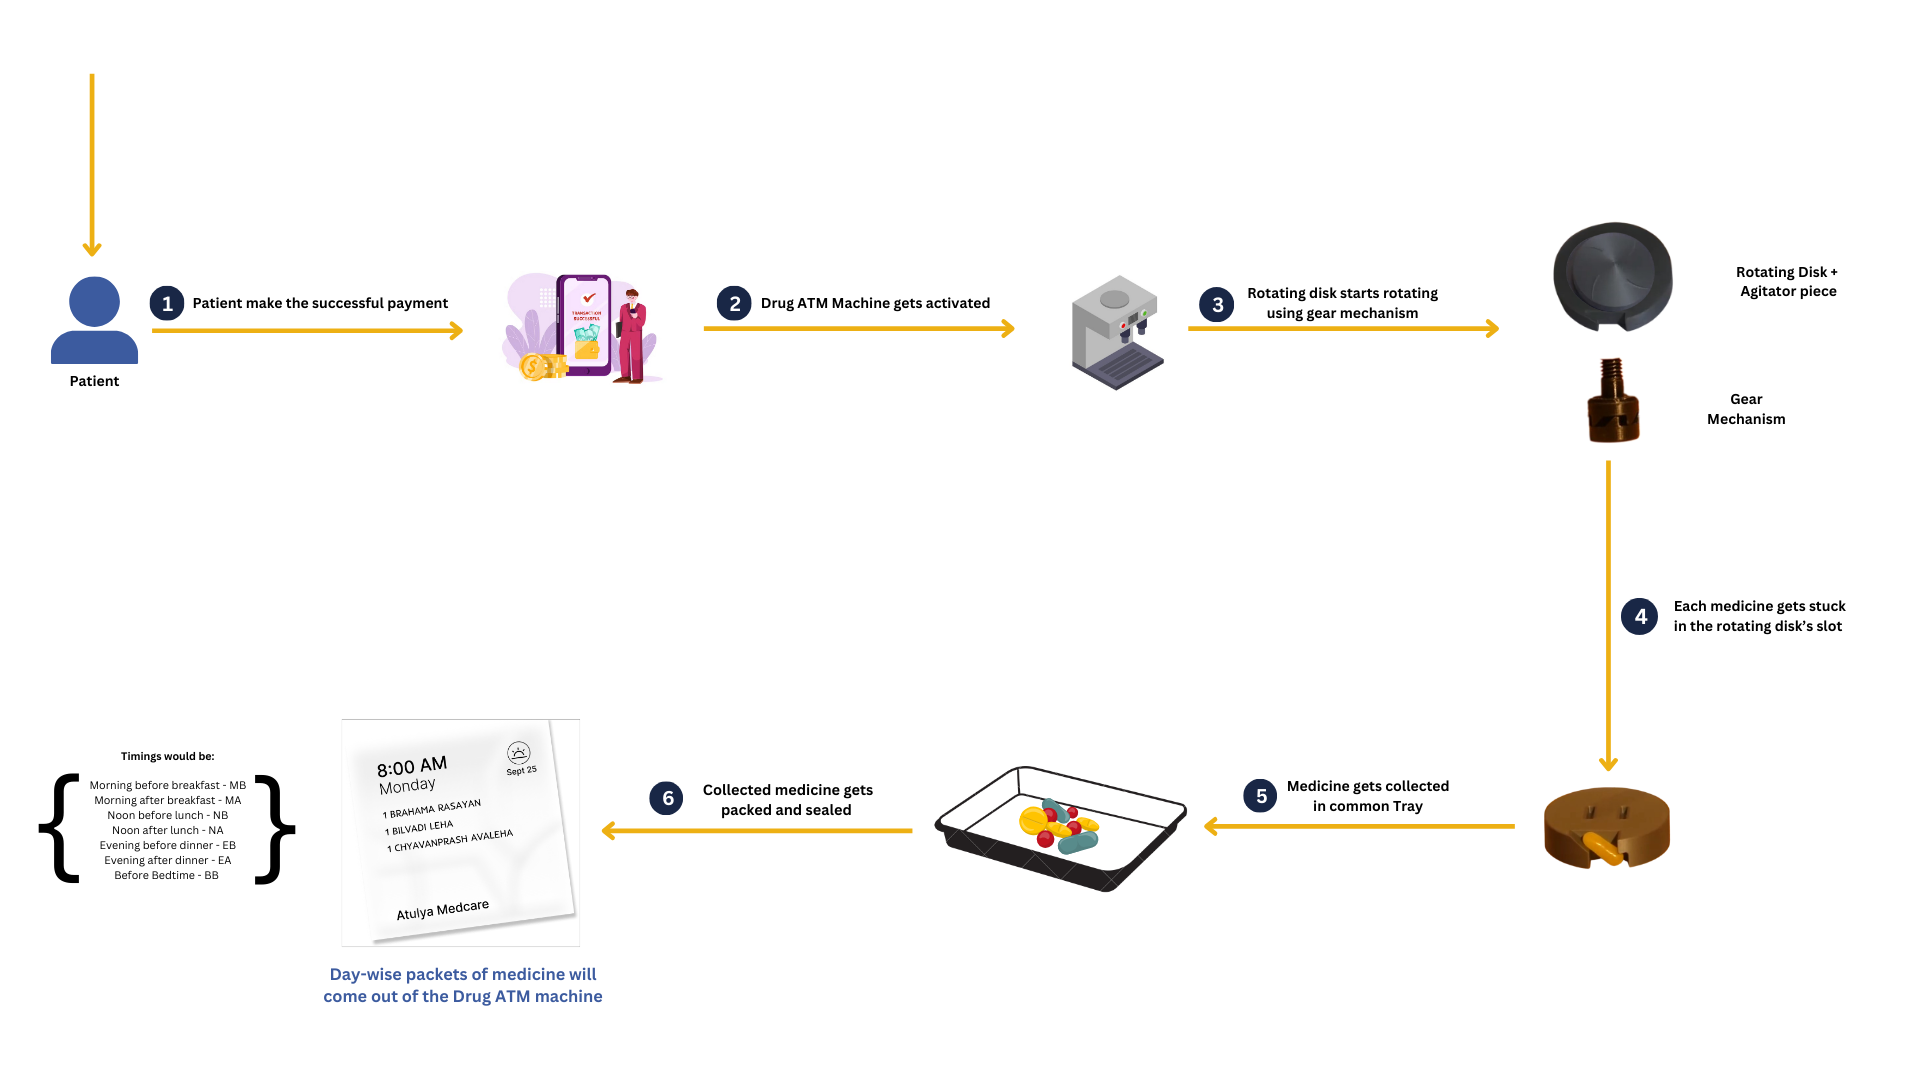 Patient
1
Patient make the successful payment
TRANSACTION
SUCCESSFUL
2
Drug ATM Machine gets activated
3
Rotating disk starts rotating
using gear mechanism
Rotating Disk +
Agitator piece
Gear
Mechanism
4
Each medicine gets stuck
in the rotating disk's slot
5
Medicine gets collected
in common Tray
6
Collected medicine gets
packed and sealed
8:00 AM
Monday
Sept 25
1 BRAHAMA RASAYAN
1 BILVADI LEHA
1 CHYAVANPRASH AVALEHA
Atulya Medcare
Day-wise packets of medicine will
come out of the Drug ATM machine
Timings would be:
Morning before breakfast - MB
Morning after breakfast - MA
Noon before lunch - NB
Noon after lunch - NA
Evening before dinner - EB
Evening after dinner - EA
Before Bedtime - BB